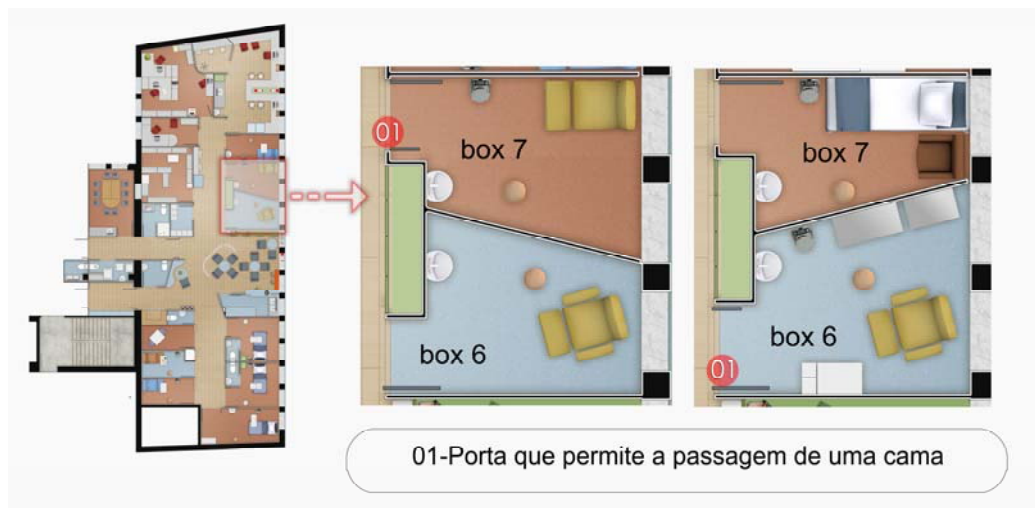 01
box 7
box 6
box 7
box 6
01
01-Porta que permite a passagem de uma cama